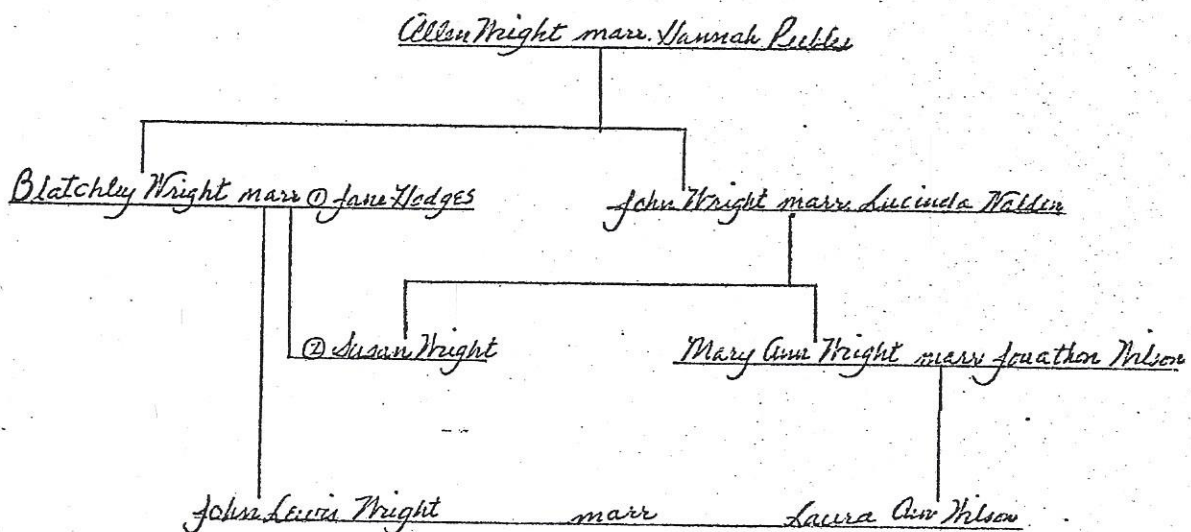 Allen Wright marr. Hannah Peebles
Blatchley Wright marr ① Jane Hodges
John Wright marr. Lucinda Walden
② Susan Wright
Mary Ann Wright marr Jonathon Wilson
John Lewis Wright marr Laura Ann Wilson